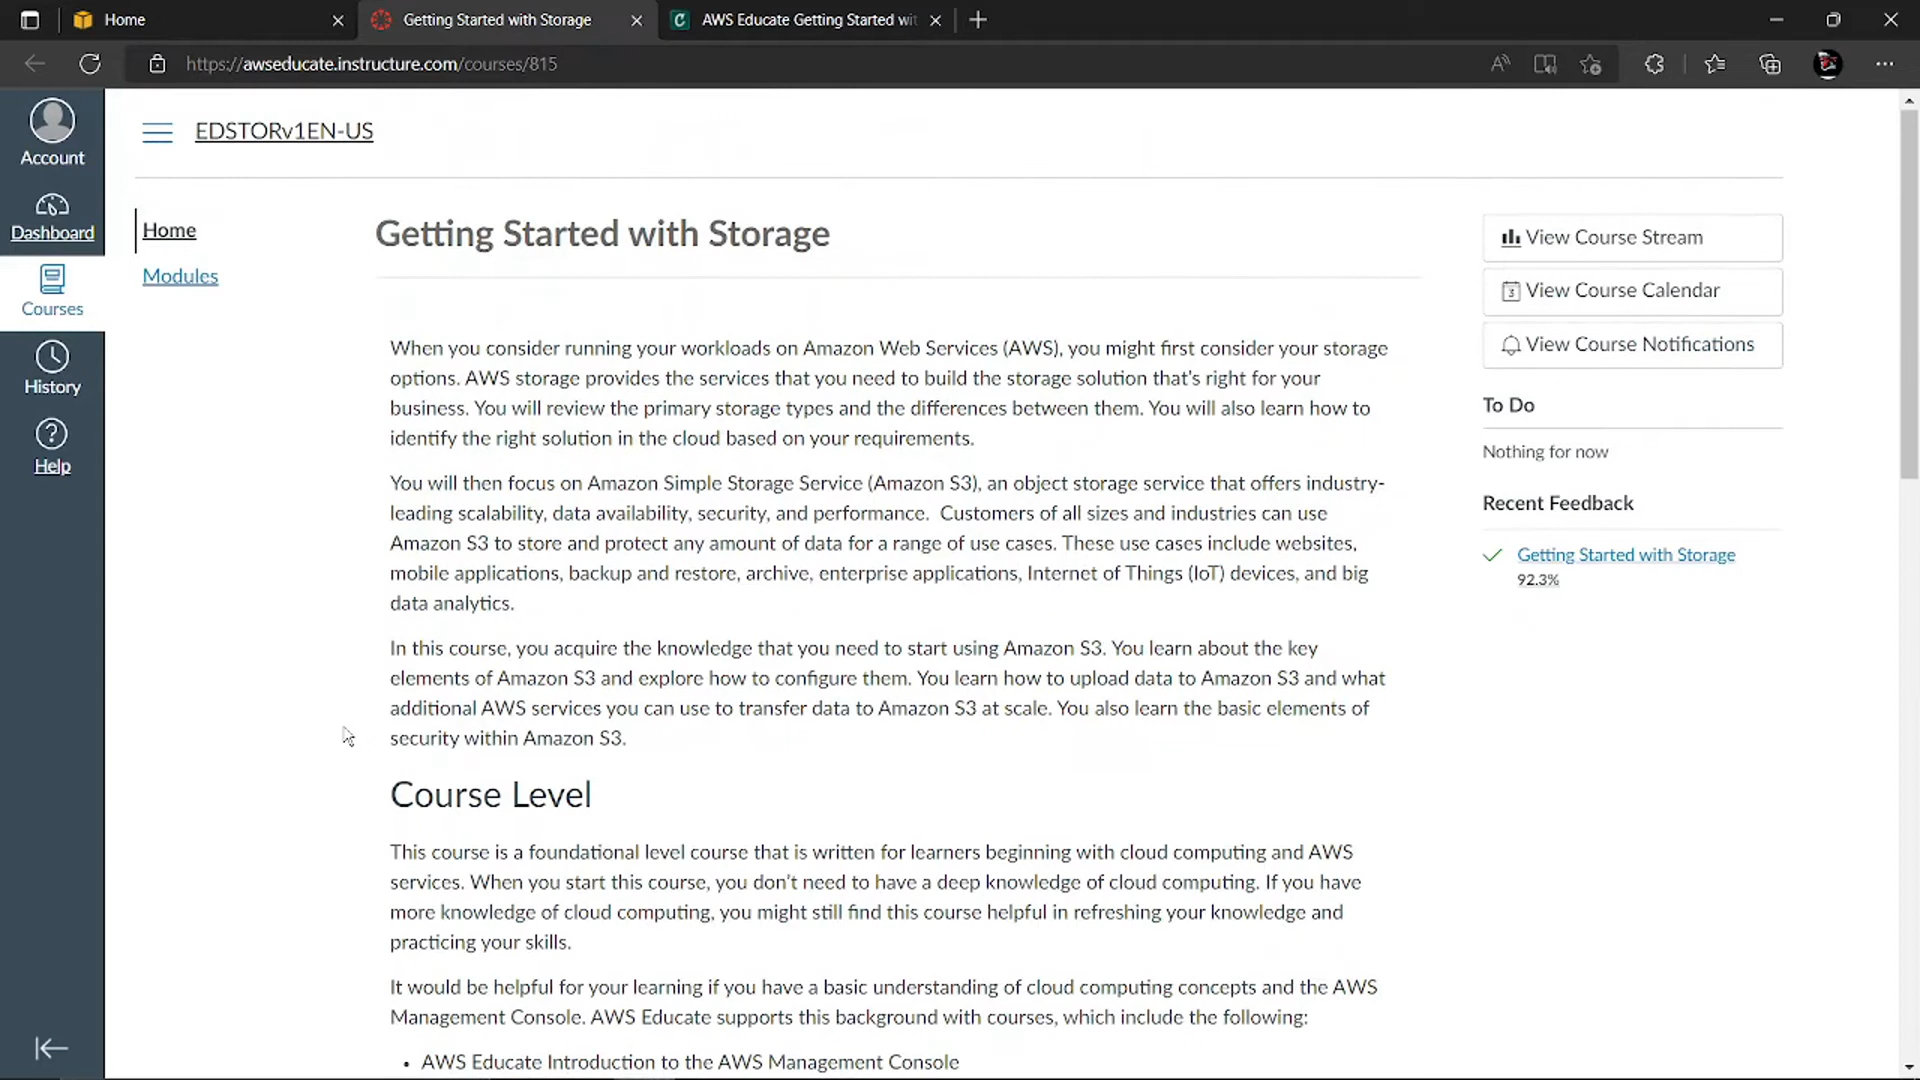 Home
Getting Started with Storage
AWS Educate Getting Started wit
https://awseducate.instructure.com/courses/815
Account
Dashboard
Courses
History
Help
EDSTORv1EN-US
Home
Modules
Getting Started with Storage
When you consider running your workloads on Amazon Web Services (AWS), you might first consider your storage
options. AWS storage provides the services that you need to build the storage solution that's right for your
business. You will review the primary storage types and the differences between them. You will also learn how to
identify the right solution in the cloud based on your requirements.
You will then focus on Amazon Simple Storage Service (Amazon S3), an object storage service that offers industry-
leading scalability, data availability, security, and performance. Customers of all sizes and industries can use
Amazon S3 to store and protect any amount of data for a range of use cases. These use cases include websites,
mobile applications, backup and restore, archive, enterprise applications, Internet of Things (IoT) devices, and big
data analytics.
In this course, you acquire the knowledge that you need to start using Amazon S3. You learn about the key
elements of Amazon S3 and explore how to configure them. You learn how to upload data to Amazon S3 and what
additional AWS services you can use to transfer data to Amazon S3 at scale. You also learn the basic elements of
security within Amazon S3.
Course Level
This course is a foundational level course that is written for learners beginning with cloud computing and AWS
services. When you start this course, you don't need to have a deep knowledge of cloud computing. If you have
more knowledge of cloud computing, you might still find this course helpful in refreshing your knowledge and
practicing your skills.
It would be helpful for your learning if you have a basic understanding of cloud computing concepts and the AWS
Management Console. AWS Educate supports this background with courses, which include the following:
• AWS Educate Introduction to the AWS Management Console
View Course Stream
View Course Calendar
View Course Notifications
To Do
Nothing for now
Recent Feedback
Getting Started with Storage
92.3%